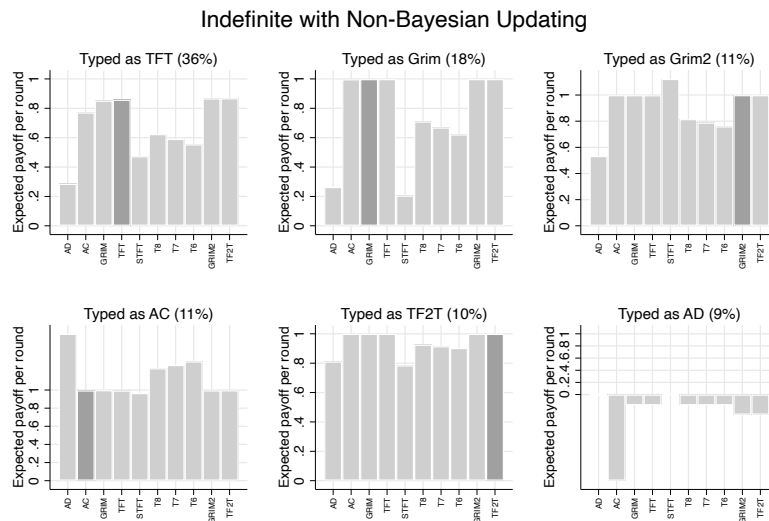 Indefinite with Non-Bayesian Updating
Typed as TFT (36%)
Expected payoff per round
0 .2 .4 .6 .8 1
AD AC GRIM TFT STFT T8 T7 T6 GRIM2 TF2T
Typed as Grim (18%)
Expected payoff per round
0 .2 .4 .6 .8 1
AD AC GRIM TFT STFT T8 T7 T6 GRIM2 TF2T
Typed as Grim2 (11%)
Expected payoff per round
0 .2 .4 .6 .8 1
AD AC GRIM TFT STFT T8 T7 T6 GRIM2 TF2T
Typed as AC (11%)
Expected payoff per round
0 .2 .4 .6 .8 1
AD AC GRIM TFT STFT T8 T7 T6 GRIM2 TF2T
Typed as TF2T (10%)
Expected payoff per round
0 .2 .4 .6 .8 1
AD AC GRIM TFT STFT T8 T7 T6 GRIM2 TF2T
Typed as AD (9%)
Expected payoff per round
0 .2 .4 .6 .8 1
AD AC GRIM TFT STFT T8 T7 T6 GRIM2 TF2T